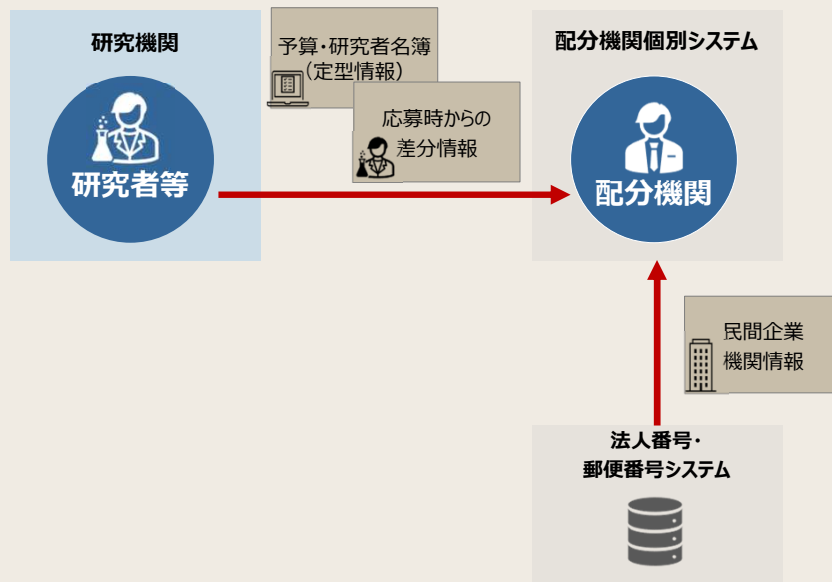 研究機関
研究者等
予算・研究者名簿
（定型情報）
応募時からの
差分情報
配分機関個別システム
配分機関
民間企業
機関情報
法人番号・
郵便番号システム